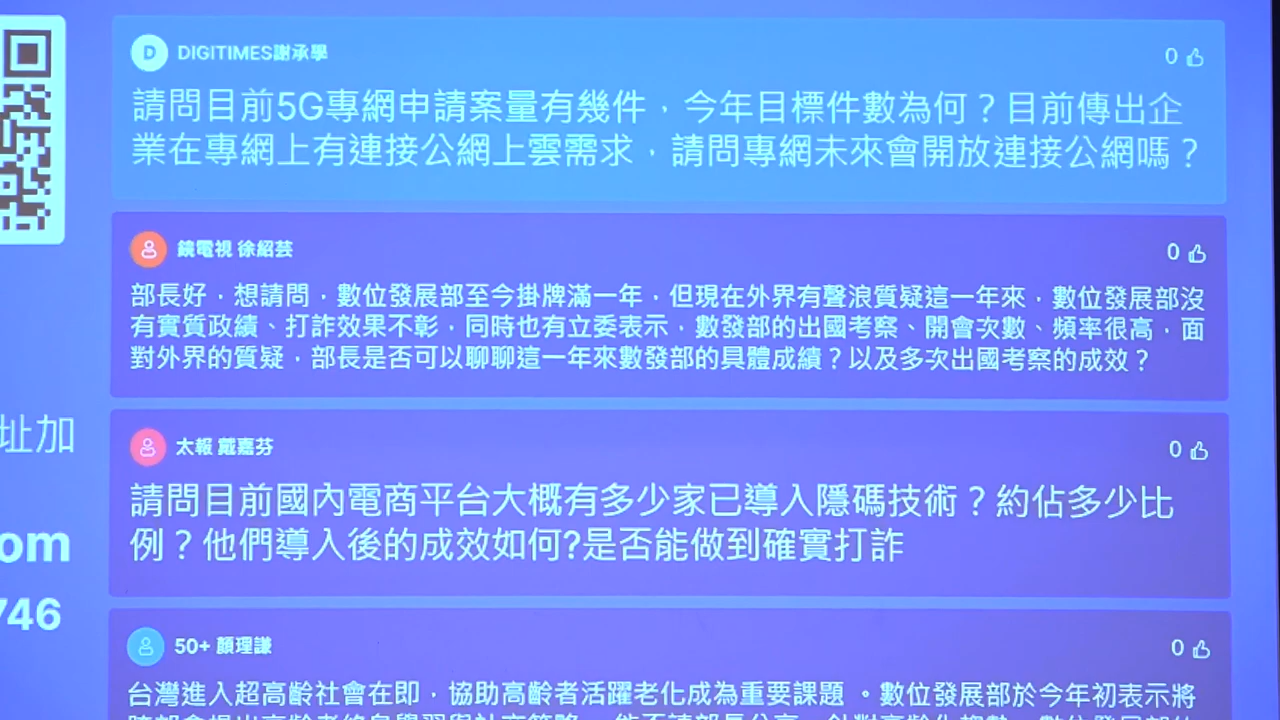 DIGITIMES謝承學
0
請問目前5G專網申請案量有幾件，今年目標件數為何？目前傳出企
業在專網上有連接公網上雲需求，請問專網未來會開放連接公網嗎？
鏡電視 徐紹芸
0
部長好，想請問，數位發展部至今掛牌滿一年，但現在外界有聲浪質疑這一年來，數位發展部沒
有實質政績、打詐效果不彰，同時也有立委表示，數發部的出國考察、開會次數、頻率很高，面
對外界的質疑，部長是否可以聊聊這一年來數發部的具體成績？以及多次出國考察的成效？
址加
太報 戴嘉芬
0
請問目前國內電商平台大概有多少家已導入隱碼技術？約佔多少比
例？他們導入後的成效如何?是否能做到確實打詐
om
746
50+ 顏理謙
0
台灣進入超高齡社會在即，協助高齡者活躍老化成為重要課題 。數位發展部於今年初表示將